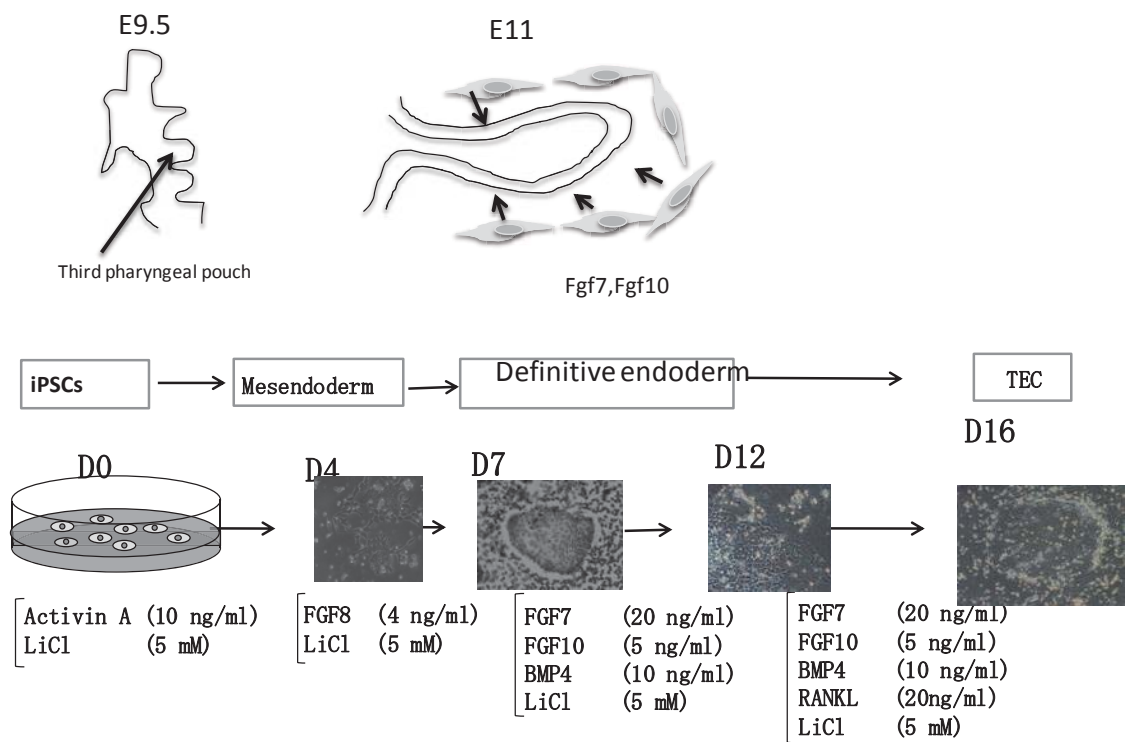 E9.5
E11
Third pharyngeal pouch
Fgf7,Fgf10
iPSCs
Mesendoderm
Definitive endoderm
TEC
D0
D4
D7
D12
D16
Activin A (10 ng/ml)
LiCl (5 mM)
FGF8 (4 ng/ml)
LiCl (5 mM)
FGF7 (20 ng/ml)
FGF10 (5 ng/ml)
BMP4 (10 ng/ml)
LiCl (5 mM)
FGF7 (20 ng/ml)
FGF10 (5 ng/ml)
BMP4 (10 ng/ml)
RANKL (20ng/ml)
LiCl (5 mM)